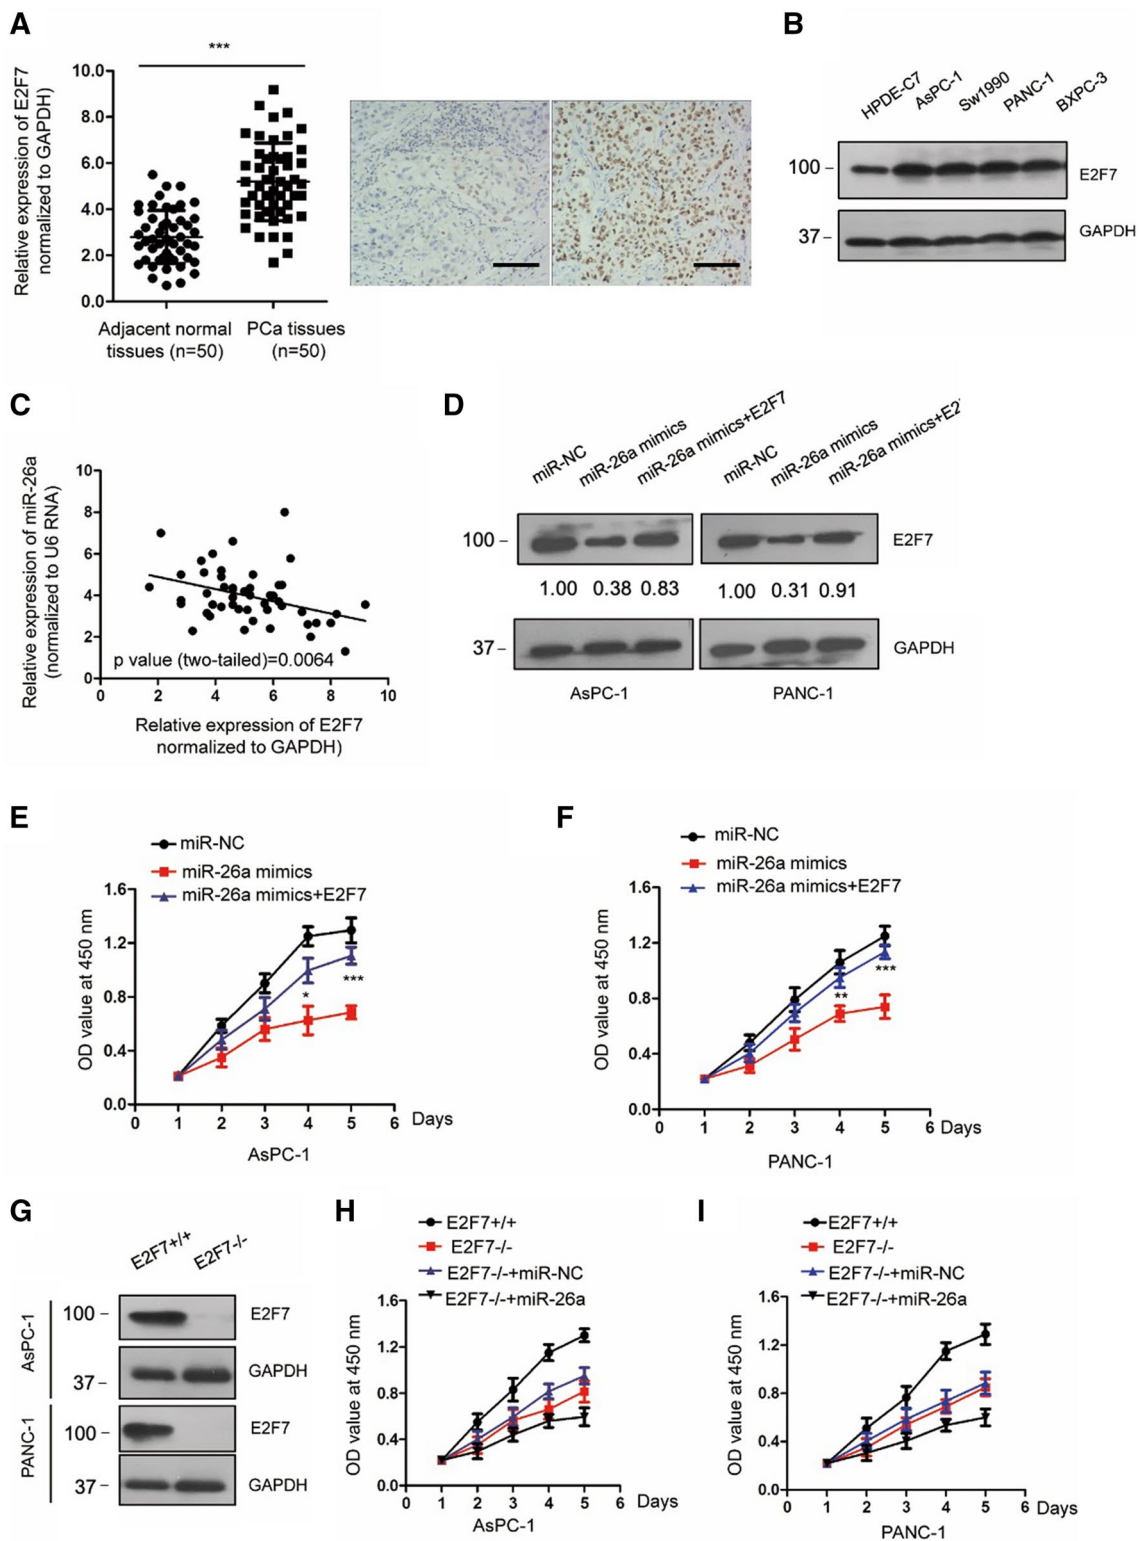 A
B
***
Relative expression of E2F7
normalized to GAPDH)
10.0
8.0
6.0
4.0
2.0
0.0
Adjacent normal
tissues (n=50)
PCa tissues
(n=50)
HPDE-C7
AsPC-1
Sw1990
PANC-1
BXPC-3
100
E2F7
37
GAPDH
C
D
Relative expression of miR-26a
(normalized to U6 RNA)
10
8
6
4
2
0
p value (two-tailed)=0.0064
0 2 4 6 8 10
Relative expression of E2F7
normalized to GAPDH)
miR-NC
miR-26a mimics
miR-26a mimics+E2F7
miR-NC
miR-26a mimics
miR-26a mimics+E2
100
E2F7
1.00 0.38 0.83 1.00 0.31 0.91
37
GAPDH
AsPC-1
PANC-1
E
miR-NC
miR-26a mimics
miR-26a mimics+E2F7
OD value at 450 nm
1.6
1.2
0.8
0.4
0.0
*
***
0 1 2 3 4 5 6 Days
AsPC-1
F
miR-NC
miR-26a mimics
miR-26a mimics+E2F7
OD value at 450 nm
1.6
1.2
0.8
0.4
0.0
**
***
0 1 2 3 4 5 6 Days
PANC-1
G
E2F7+/+
E2F7-/-
AsPC-1
100
E2F7
37
GAPDH
PANC-1
100
E2F7
37
GAPDH
H
E2F7+/+
E2F7-/-
E2F7-/-+miR-NC
E2F7-/-+miR-26a
OD value at 450 nm
1.6
1.2
0.8
0.4
0.0
0 1 2 3 4 5 6 Days
AsPC-1
I
E2F7+/+
E2F7-/-
E2F7-/-+miR-NC
E2F7-/-+miR-26a
OD value at 450 nm
1.6
1.2
0.8
0.4
0.0
0 1 2 3 4 5 6 Days
PANC-1